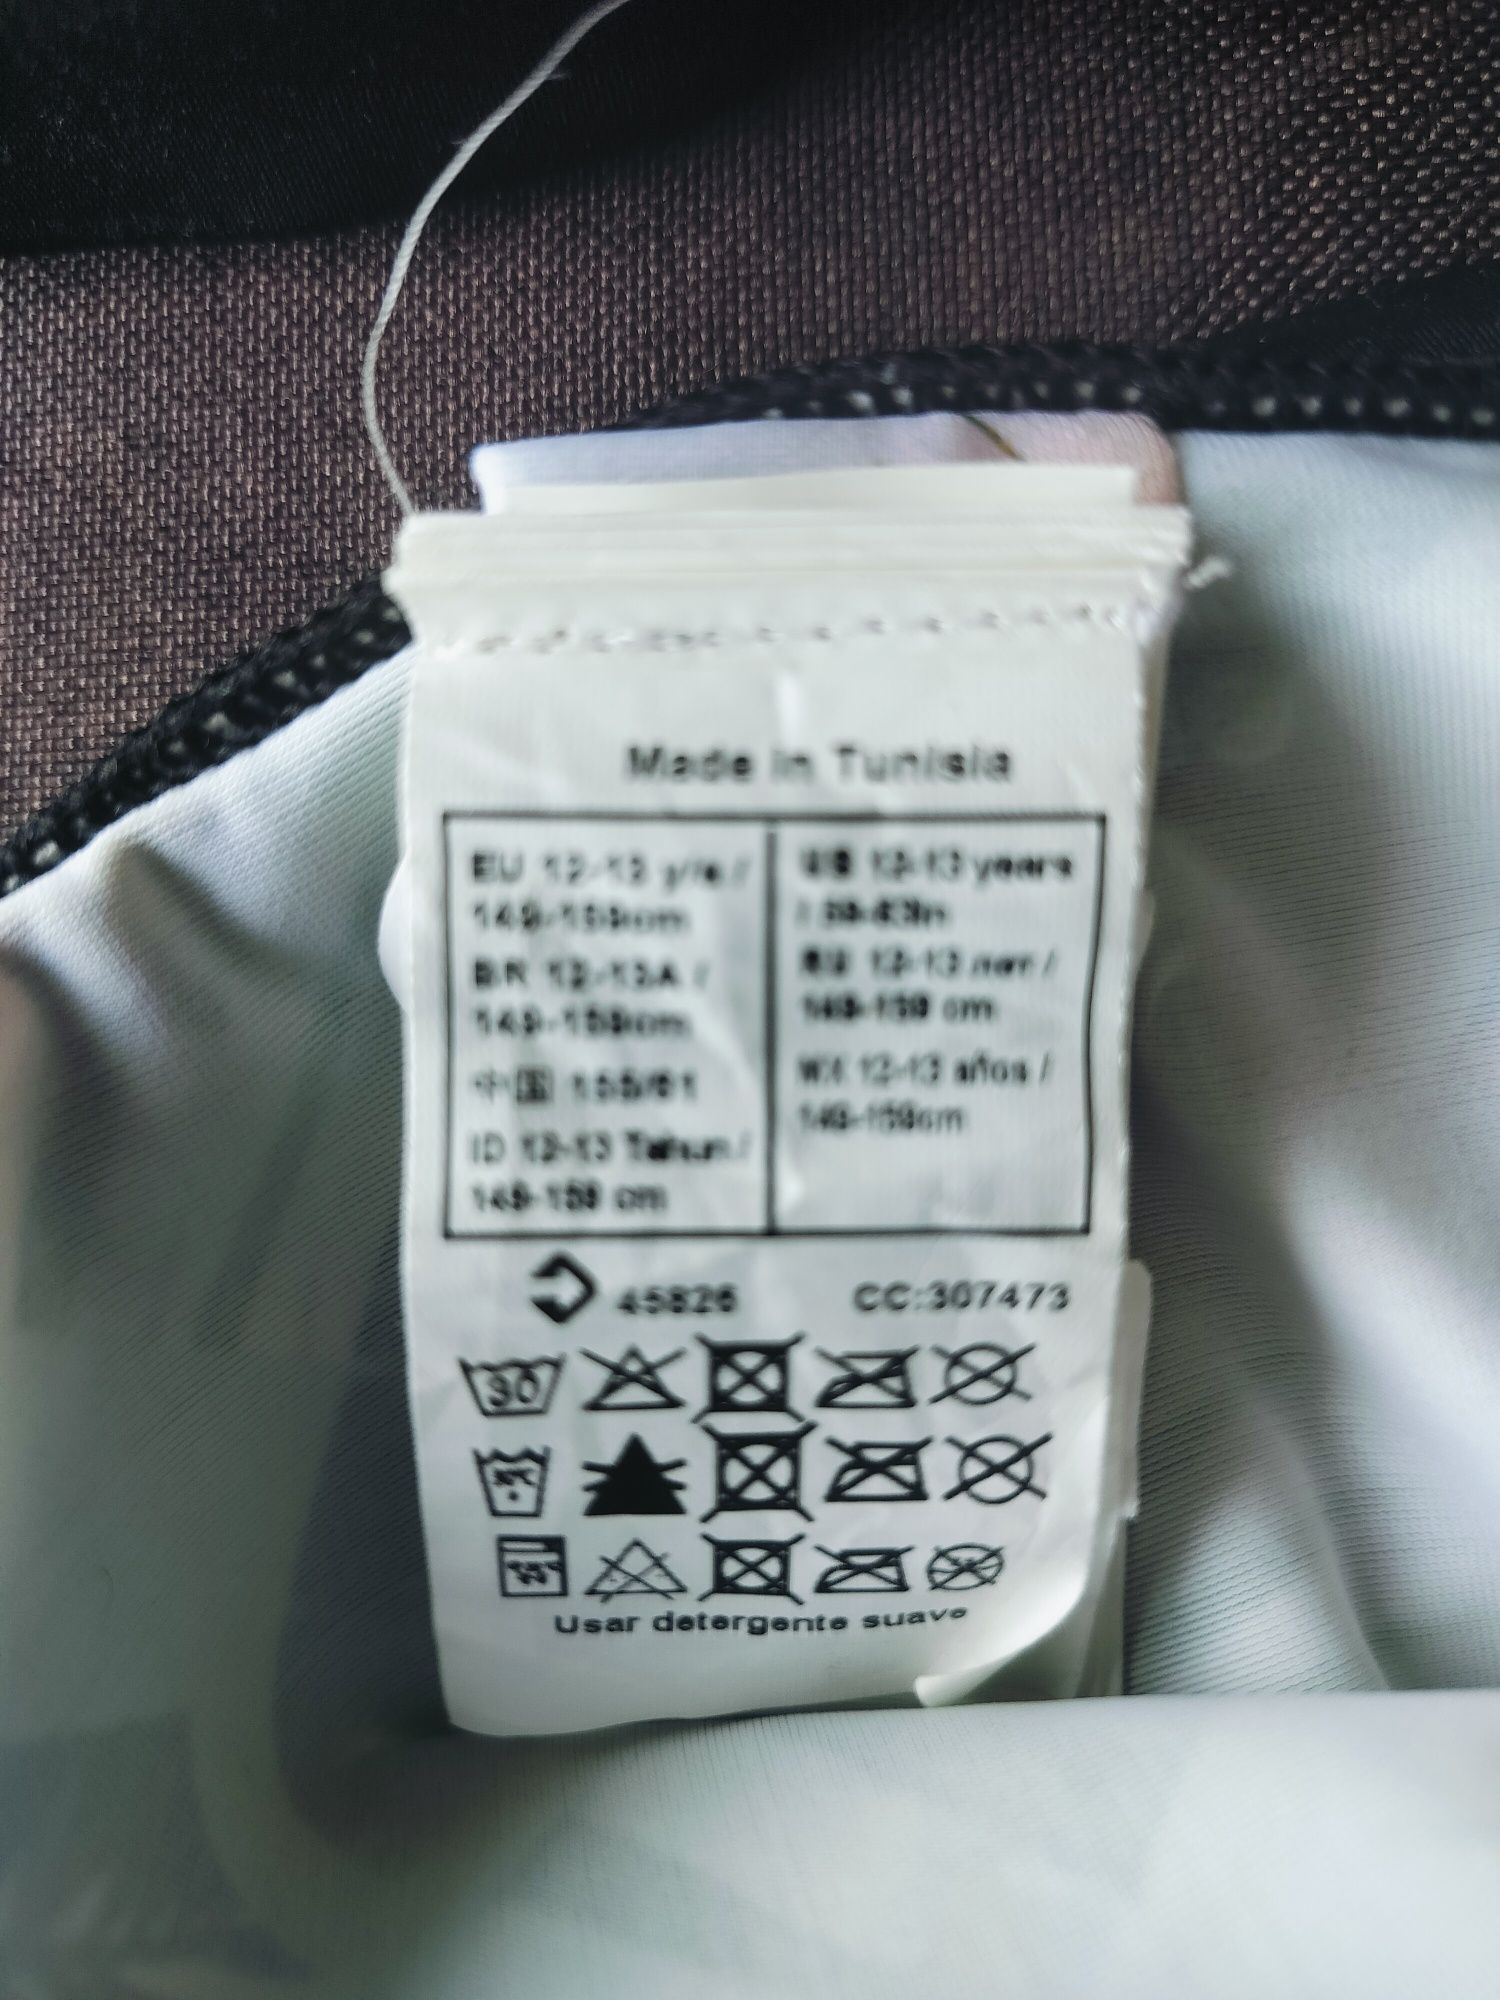 Made in Tunisia
EU 12-13 y/a /
149-159cm
BR 12-13A /
149-159cm
中国 155/61
ID 12-13 Tahun /
149-159 cm
US 12-13 years
/ 59-63in
RU 12-13 лет /
149-159 cm
MX 12-13 años /
149-159cm
45826 CC:307473
30
Usar detergente suave